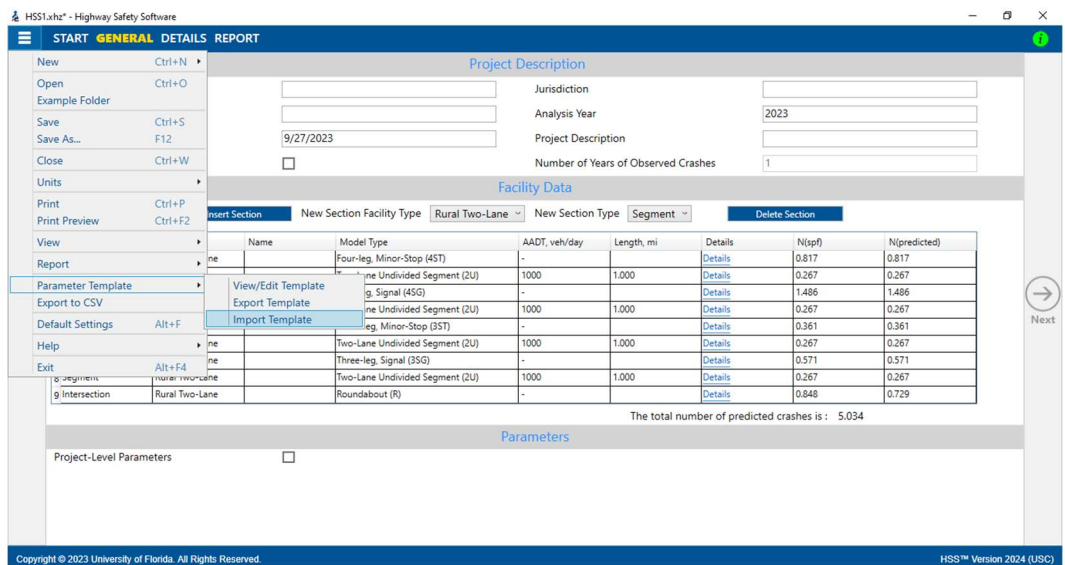 HSS1.xhz* - Highway Safety Software
START GENERAL DETAILS REPORT
Project Description
New Ctrl+N
Open Ctrl+O
Example Folder
Save Ctrl+S
Save As... F12
Close Ctrl+W
Units
Print Ctrl+P
Print Preview Ctrl+F2
View
Report
Parameter Template
Export to CSV
Default Settings Alt+F
Help
Exit Alt+F4
View/Edit Template
Export Template
Import Template
Jurisdiction
Analysis Year 2023
9/27/2023 Project Description
Number of Years of Observed Crashes 1
Facility Data
Insert Section New Section Facility Type Rural Two-Lane New Section Type Segment Delete Section
Name Model Type AADT, veh/day Length, mi Details N(spf) N(predicted)
Four-leg, Minor-Stop (4ST) - Details 0.817 0.817
Undivided Segment (2U) 1000 1.000 Details 0.267 0.267
Signal (4SG) - Details 1.486 1.486
Undivided Segment (2U) 1000 1.000 Details 0.267 0.267
Minor-Stop (3ST) - Details 0.361 0.361
Two-Lane Undivided Segment (2U) 1000 1.000 Details 0.267 0.267
Three-leg, Signal (3SG) - Details 0.571 0.571
8 Segment Rural Two-Lane Two-Lane Undivided Segment (2U) 1000 1.000 Details 0.267 0.267
9 Intersection Rural Two-Lane Roundabout (R) - Details 0.848 0.729
The total number of predicted crashes is : 5.034
Parameters
Project-Level Parameters
Next
Copyright © 2023 University of Florida. All Rights Reserved. HSS™ Version 2024 (USC)